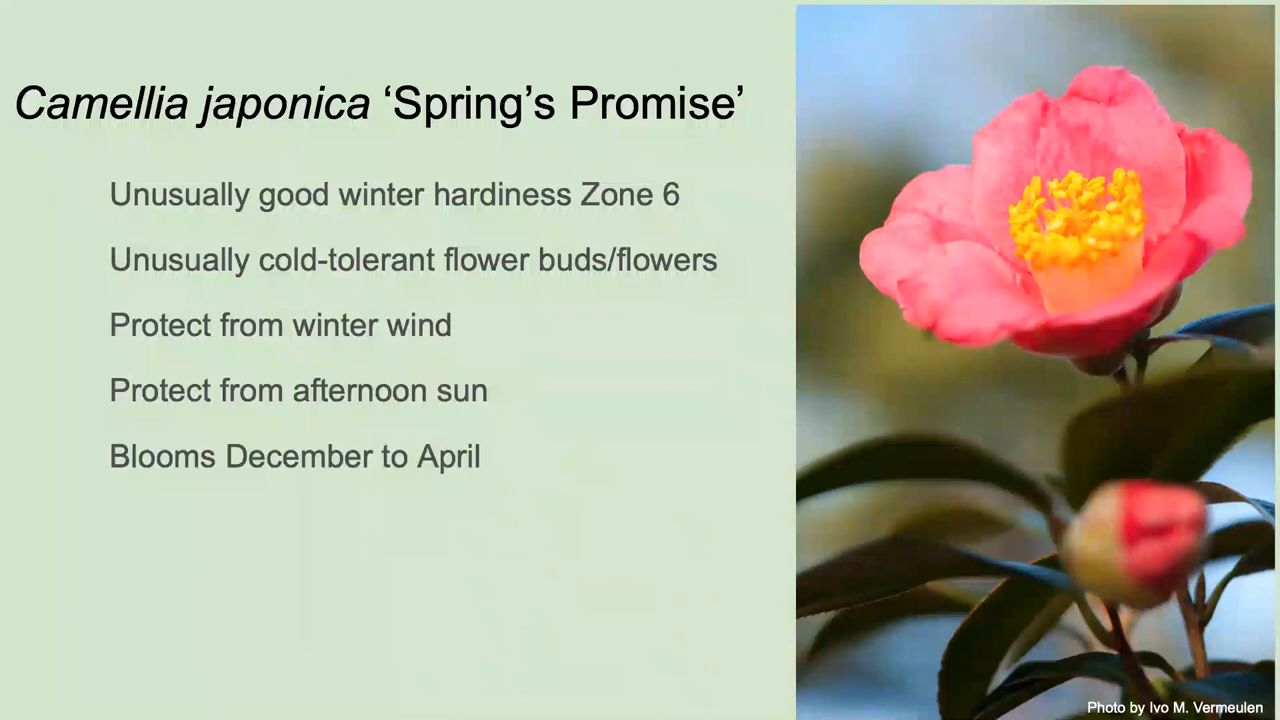 Camellia japonica ‘Spring’s Promise’
Unusually good winter hardiness Zone 6
Unusually cold-tolerant flower buds/flowers
Protect from winter wind
Protect from afternoon sun
Blooms December to April
Photo by Ivo M. Vermeulen